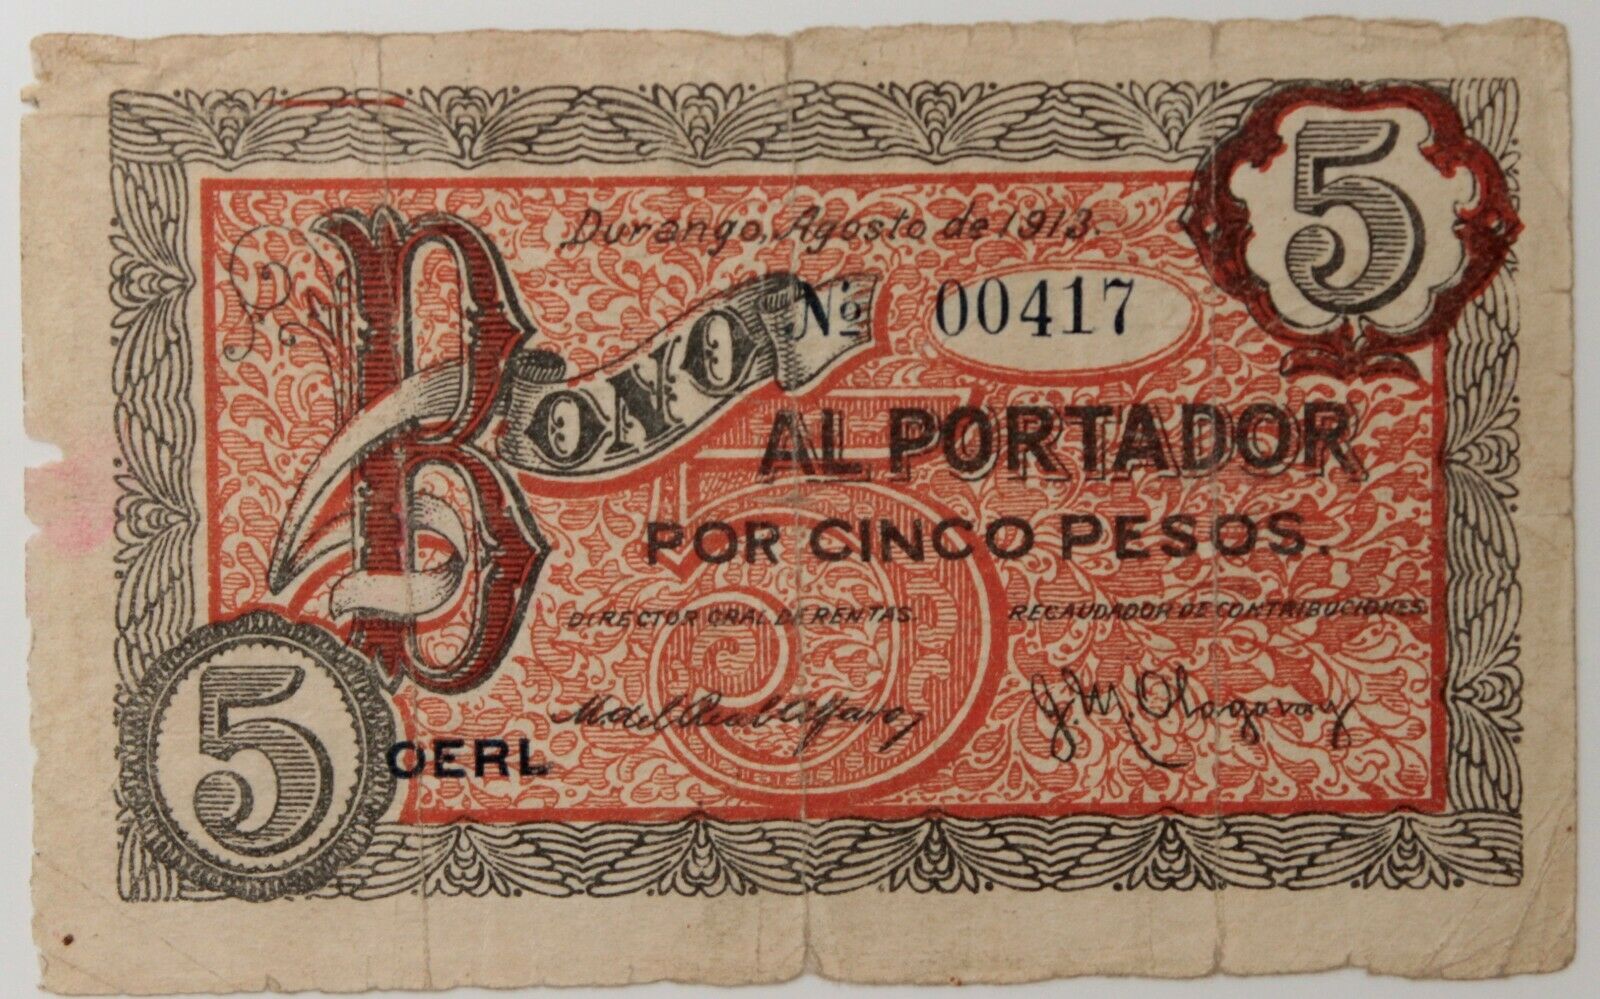 Durango, Agosto de 1913.
5
Nº 00417
BONO
AL PORTADOR
POR CINCO PESOS.
DIRECTOR GRAL DE RENTAS. RECAUDADOR DE CONTRIBUCIONES
J. M.
5
OERL